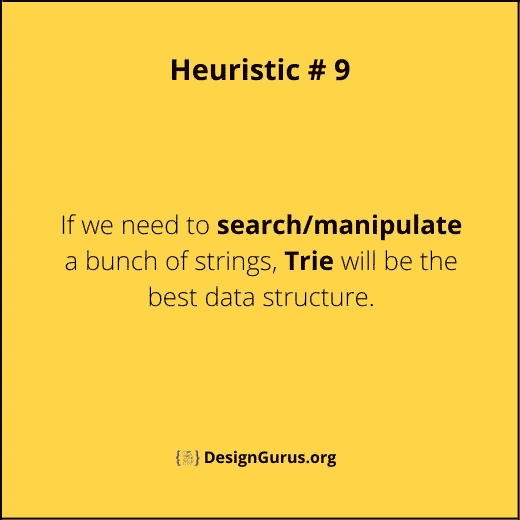 Heuristic # 9
If we need to search/manipulate
a bunch of strings, Trie will be the
best data structure.
DesignGurus.org